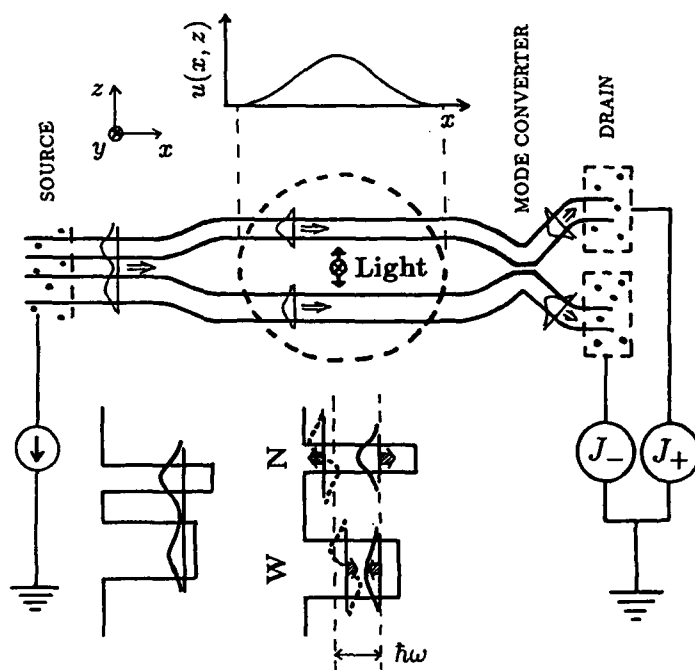 u(x, z)
x
z
y
x
SOURCE
MODE CONVERTER
DRAIN
Light
N
W
ħω
J₋
J₊